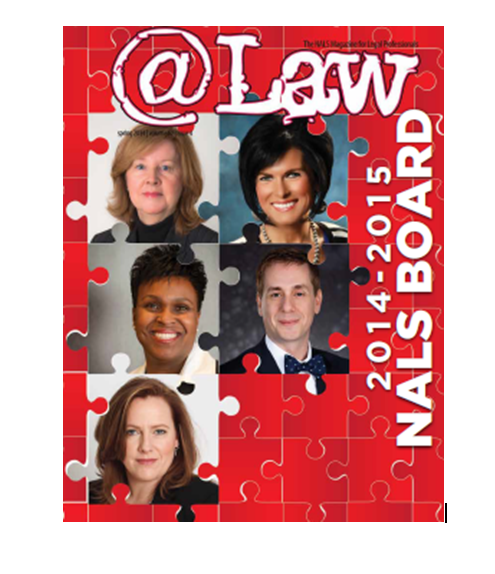 The NALS Magazine for Legal Professionals
@Law
2014-2015
NALS BOARD